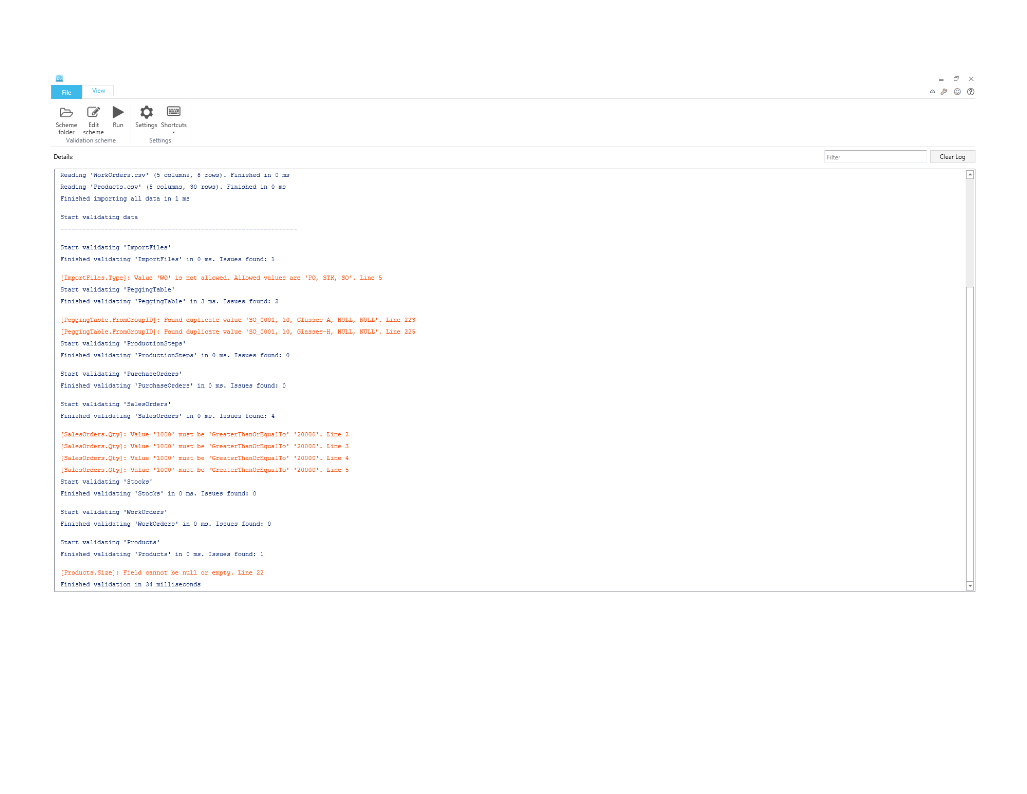 File
View
Scheme folder
Edit scheme
Run
Settings
Shortcuts
Validation scheme
Settings
Details:
Filter
Clear Log
Reading 'WorkOrders.csv' (5 columns, 8 rows). Finished in 0 ms
Reading 'Products.csv' (5 columns, 30 rows). Finished in 0 ms
Finished importing all data in 1 ms
Start validating data
Start validating 'ImportFiles'
Finished validating 'ImportFiles' in 0 ms. Issues found: 1
[ImportFiles.Type]: Value 'WO' is not allowed. Allowed values are 'PO, STK, SO'. Line 5
Start validating 'PeggingTable'
Finished validating 'PeggingTable' in 3 ms. Issues found: 2
[PeggingTable.FromGroupID]: Found duplicate value 'SO_0001, 10, Glasses-A, NULL, NULL'. Line
[PeggingTable.FromGroupID]: Found duplicate value 'SO_0001, 10, Glasses-H, NULL, NULL'. Line
Start validating 'ProductionSteps'
Finished validating 'ProductionSteps' in 0 ms. Issues found: 0
Start validating 'PurchaseOrders'
Finished validating 'PurchaseOrders' in 0 ms. Issues found: 0
Start validating 'SalesOrders'
Finished validating 'SalesOrders' in 0 ms. Issues found: 4
[SalesOrders.Qty]: Value '1000' must be 'GreaterThanOrEqualTo' '20000'. Line 2
[SalesOrders.Qty]: Value '1000' must be 'GreaterThanOrEqualTo' '20000'. Line 3
[SalesOrders.Qty]: Value '1000' must be 'GreaterThanOrEqualTo' '20000'. Line 4
[SalesOrders.Qty]: Value '1000' must be 'GreaterThanOrEqualTo' '20000'. Line 5
Start validating 'Stocks'
Finished validating 'Stocks' in 0 ms. Issues found: 0
Start validating 'WorkOrders'
Finished validating 'WorkOrders' in 0 ms. Issues found: 0
Start validating 'Products'
Finished validating 'Products' in 0 ms. Issues found: 1
[Products.Size]: Field cannot be null or empty. Line 22
Finished validation in 34 milliseconds